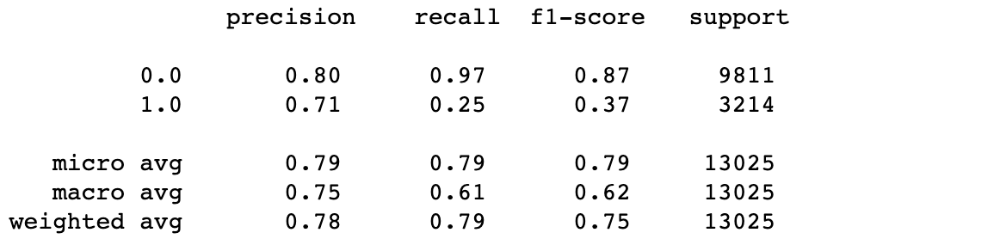 precision recall f1-score support
0.0 0.80 0.97 0.87 9811
1.0 0.71 0.25 0.37 3214
micro avg 0.79 0.79 0.79 13025
macro avg 0.75 0.61 0.62 13025
weighted avg 0.78 0.79 0.75 13025